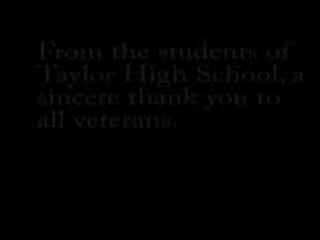 From the students of
Taylor High School, a
sincere thank you to
all veterans.